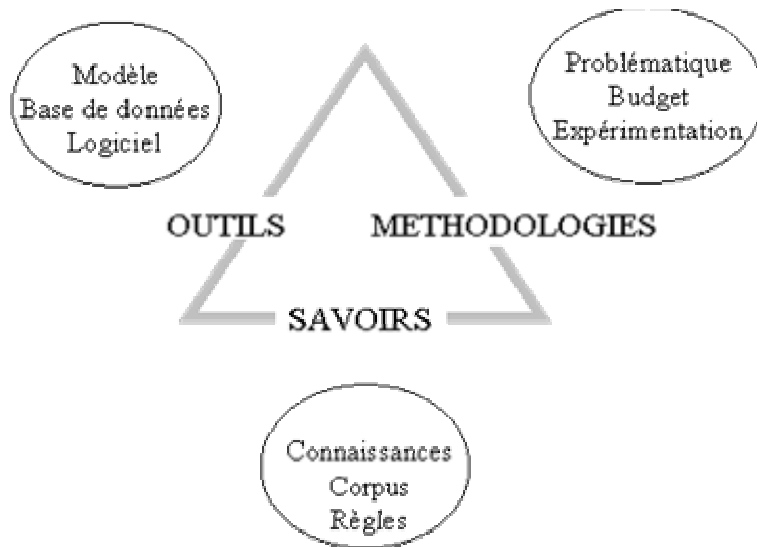 Modèle
Base de données
Logiciel
Problématique
Budget
Expérimentation
OUTILS
METHODOLOGIES
SAVOIRS
Connaissances
Corpus
Règles